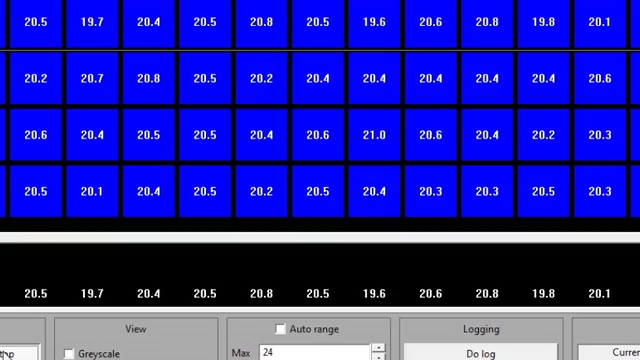 20.5 19.7 20.4 20.5 20.8 20.5 19.6 20.6 20.8 19.8 20.1
20.2 20.7 20.8 20.5 20.2 20.4 20.4 20.4 20.4 20.4 20.6
20.6 20.4 20.5 20.5 20.4 20.6 21.0 20.6 20.4 20.2 20.3
20.5 20.1 20.4 20.5 20.2 20.5 20.4 20.3 20.3 20.5 20.3
20.5 19.7 20.4 20.5 20.8 20.5 19.6 20.6 20.8 19.8 20.1
View Auto range Logging
Greyscale Max 24 Do log